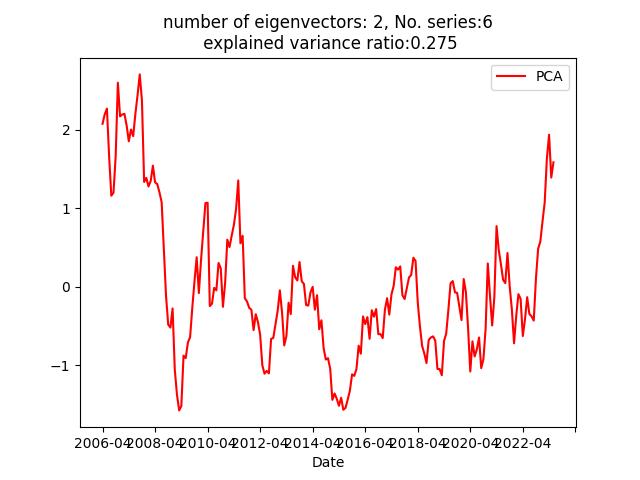 number of eigenvectors: 2, No. series:6
explained variance ratio:0.275
PCA
2
1
0
−1
2006-04 2008-04 2010-04 2012-04 2014-04 2016-04 2018-04 2020-04 2022-04
Date